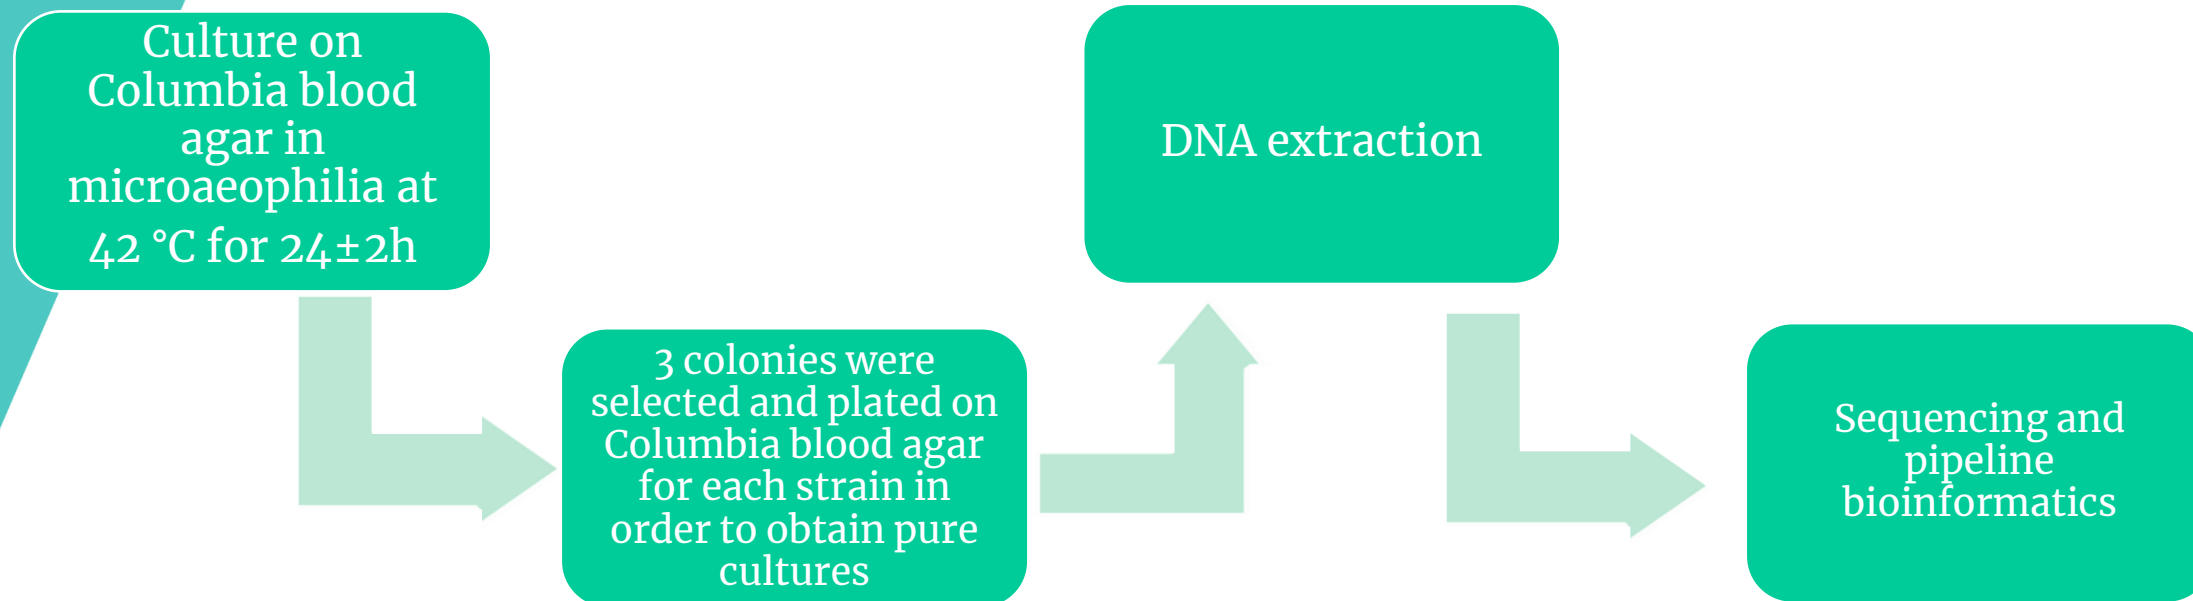 Culture on
Columbia blood
agar in
microaeophilia at
42 °C for 24±2h
3 colonies were
selected and plated on
Columbia blood agar
for each strain in
order to obtain pure
cultures
DNA extraction
Sequencing and
pipeline
bioinformatics